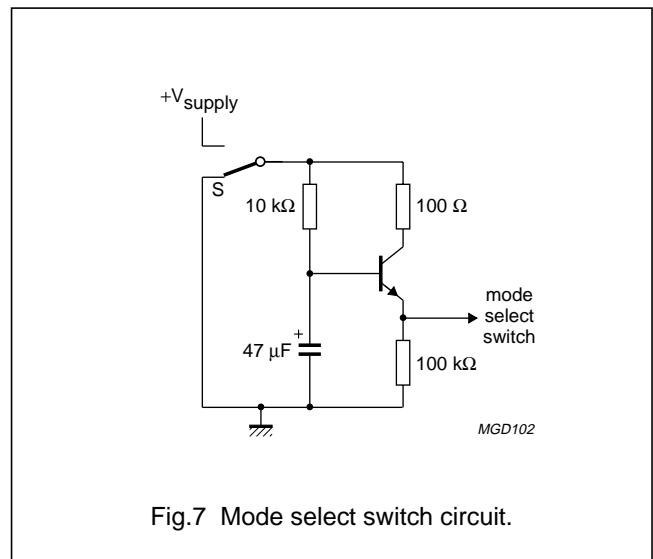 +Vsupply
S
10 kΩ
100 Ω
mode
select
switch
+
47 µF
100 kΩ
MGD102
Fig.7 Mode select switch circuit.